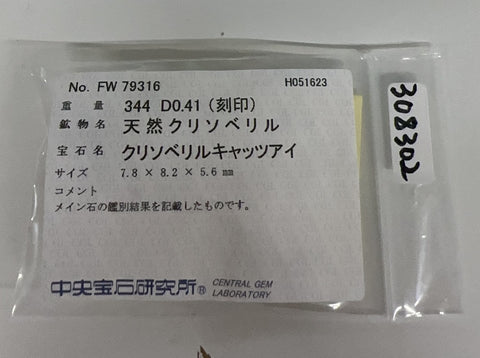 No. FW 79316 H051623
重量 344 D0.41 (刻印)
鉱物名 天然クリソベリル
宝石名 クリソベリルキャッツアイ
サイズ 7.8 × 8.2 × 5.6 mm
コメント
メイン石の鑑別結果を記載したものです。
中央宝石研究所® CENTRAL GEM
LABORATORY
308302